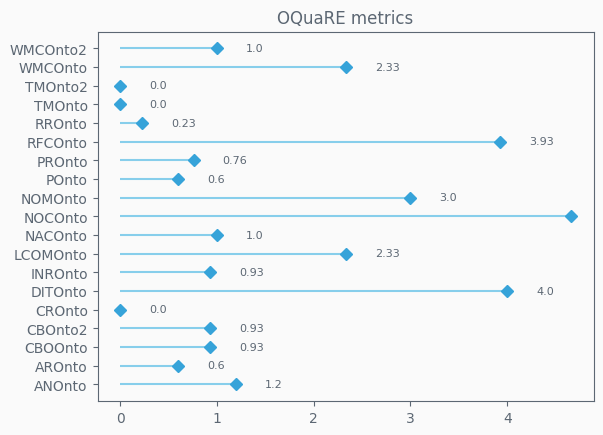 OQuaRE metrics
WMCOnto2 1.0
WMCOnto 2.33
TMOnto2 0.0
TMOnto 0.0
RROnto 0.23
RFCOnto 3.93
PROnto 0.76
POnto 0.6
NOMOnto 3.0
NOCOnto
NACOnto 1.0
LCOMOnto 2.33
INROnto 0.93
DITOnto 4.0
CROnto 0.0
CBOnto2 0.93
CBOOnto 0.93
AROnto 0.6
ANOnto 1.2
0 1 2 3 4